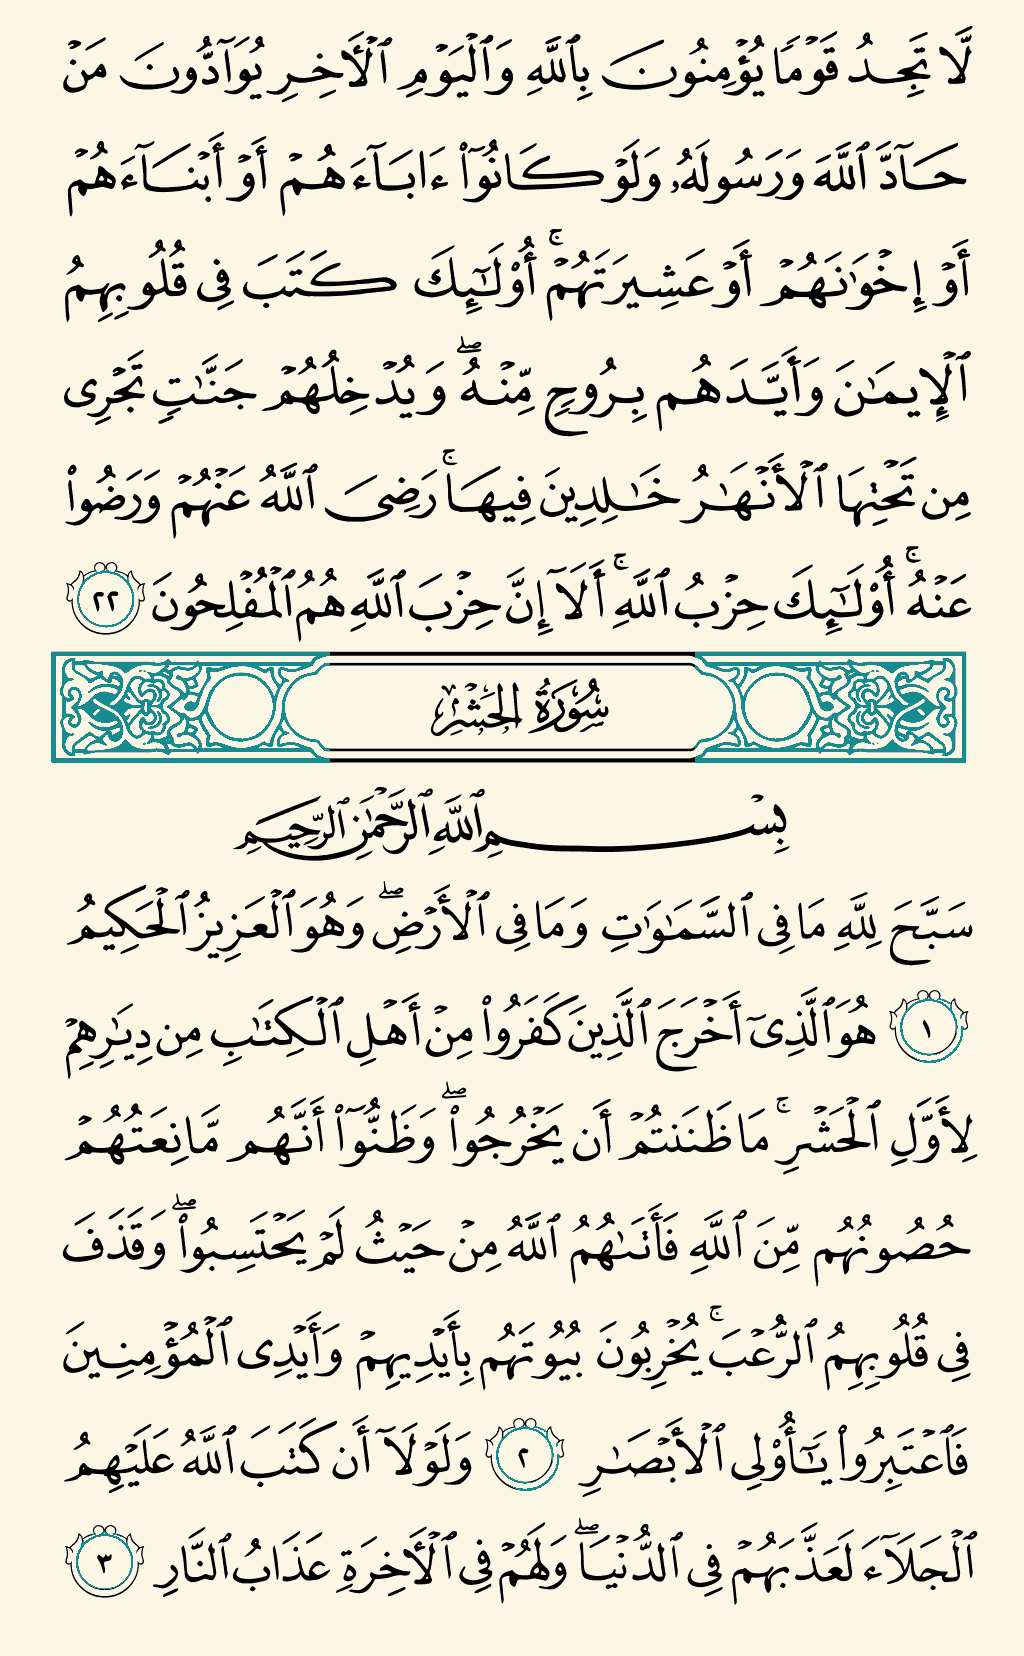 لَّا تَجِدُ قَوۡمٗا يُؤۡمِنُونَ بِٱللَّهِ وَٱلۡيَوۡمِ ٱلۡأٓخِرِ يُوَآدُّونَ مَنۡ
حَآدَّ ٱللَّهَ وَرَسُولَهُۥ وَلَوۡ كَانُوٓاْ ءَابَآءَهُمۡ أَوۡ أَبۡنَآءَهُمۡ
أَوۡ إِخۡوَٰنَهُمۡ أَوۡ عَشِيرَتَهُمۡۚ أُوْلَٰٓئِكَ كَتَبَ فِي قُلُوبِهِمُ
ٱلۡإِيمَٰنَ وَأَيَّدَهُم بِرُوحٖ مِّنۡهُۖ وَيُدۡخِلُهُمۡ جَنَّٰتٖ تَجۡرِي
مِن تَحۡتِهَا ٱلۡأَنۡهَٰرُ خَٰلِدِينَ فِيهَاۚ رَضِيَ ٱللَّهُ عَنۡهُمۡ وَرَضُواْ
عَنۡهُۚ أُوْلَٰٓئِكَ حِزۡبُ ٱللَّهِۚ أَلَآ إِنَّ حِزۡبَ ٱللَّهِ هُمُ ٱلۡمُفۡلِحُونَ ٢٢
سُورَةُ الحَشۡرِ
بِسۡمِ ٱللَّهِ ٱلرَّحۡمَٰنِ ٱلرَّحِيمِ
سَبَّحَ لِلَّهِ مَا فِي ٱلسَّمَٰوَٰتِ وَمَا فِي ٱلۡأَرۡضِۖ وَهُوَ ٱلۡعَزِيزُ ٱلۡحَكِيمُ
١ هُوَ ٱلَّذِيٓ أَخۡرَجَ ٱلَّذِينَ كَفَرُواْ مِنۡ أَهۡلِ ٱلۡكِتَٰبِ مِن دِيَٰرِهِمۡ
لِأَوَّلِ ٱلۡحَشۡرِۚ مَا ظَنَنتُمۡ أَن يَخۡرُجُواْۖ وَظَنُّوٓاْ أَنَّهُم مَّانِعَتُهُمۡ
حُصُونُهُم مِّنَ ٱللَّهِ فَأَتَىٰهُمُ ٱللَّهُ مِنۡ حَيۡثُ لَمۡ يَحۡتَسِبُواْۖ وَقَذَفَ
فِي قُلُوبِهِمُ ٱلرُّعۡبَۚ يُخۡرِبُونَ بُيُوتَهُم بِأَيۡدِيهِمۡ وَأَيۡدِي ٱلۡمُؤۡمِنِينَ
فَٱعۡتَبِرُواْ يَٰٓأُوْلِي ٱلۡأَبۡصَٰرِ ٢ وَلَوۡلَآ أَن كَتَبَ ٱللَّهُ عَلَيۡهِمُ
ٱلۡجَلَآءَ لَعَذَّبَهُمۡ فِي ٱلدُّنۡيَاۖ وَلَهُمۡ فِي ٱلۡأٓخِرَةِ عَذَابُ ٱلنَّارِ ٣